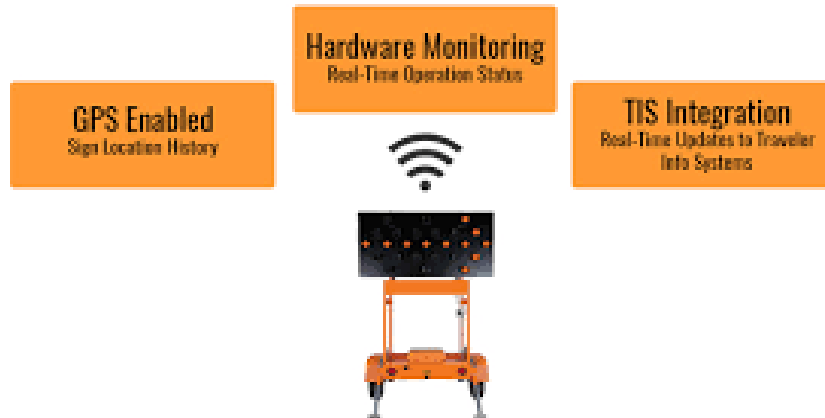 Hardware Monitoring
Real-Time Operation Status
GPS Enabled
Sign Location History
TIS Integration
Real-Time Updates to Traveler
Info Systems